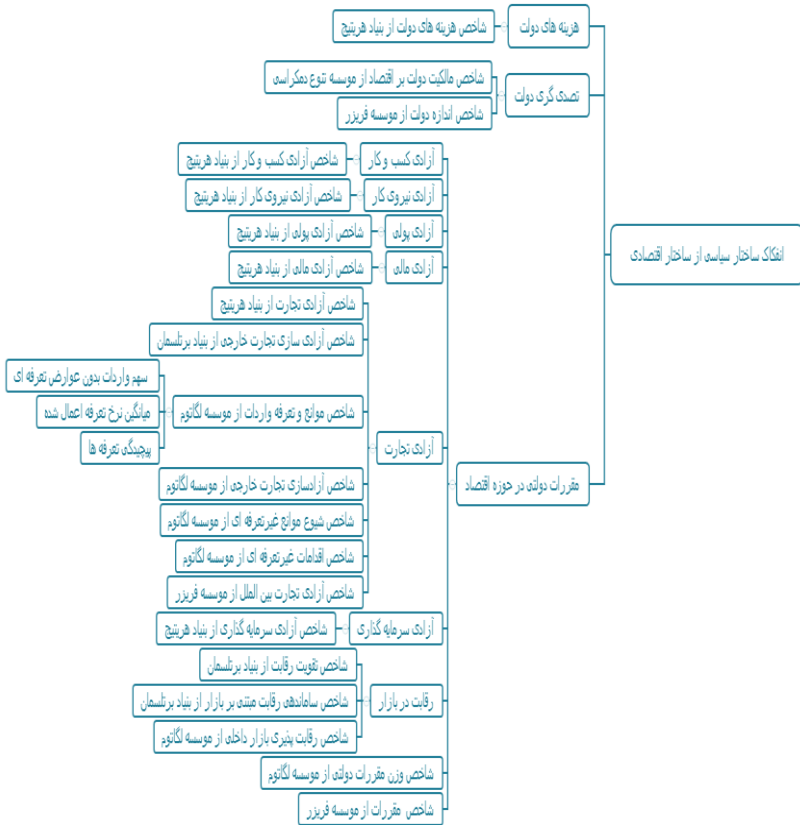 انفکاک ساختار سیاسی از ساختار اقتصادی
هزینه های دولت
شاخص هزینه های دولت از بنیاد هریتیج
تصدی گری دولت
شاخص مالکیت دولت بر اقتصاد از موسسه تنوع دمکراسی
شاخص اندازه دولت از موسسه فریزر
مقررات دولتی در حوزه اقتصاد
آزادی کسب و کار
شاخص آزادی کسب و کار از بنیاد هریتیج
آزادی نیروی کار
شاخص آزادی نیروی کار از بنیاد هریتیج
آزادی پولی
شاخص آزادی پولی از بنیاد هریتیج
آزادی مالی
شاخص آزادی مالی از بنیاد هریتیج
آزادی تجارت
شاخص آزادی تجارت از بنیاد هریتیج
شاخص آزادی سازی تجارت خارجی از بنیاد برتلسمان
شاخص موانع و تعرفه واردات از موسسه لگاتوم
سهم واردات بدون عوارض تعرفه ای
میانگین نرخ تعرفه اعمال شده
پیچیدگی تعرفه ها
شاخص آزادسازی تجارت خارجی از موسسه لگاتوم
شاخص شیوع موانع غیرتعرفه ای از موسسه لگاتوم
شاخص اقدامات غیرتعرفه ای از موسسه لگاتوم
شاخص آزادی تجارت بین الملل از موسسه فریزر
آزادی سرمایه گذاری
شاخص آزادی سرمایه گذاری از بنیاد هریتیج
رقابت در بازار
شاخص تقویت رقابت از بنیاد برتلسمان
شاخص ساماندهی رقابت مبتنی بر بازار از بنیاد برتلسمان
شاخص رقابت پذیری بازار داخلی از موسسه لگاتوم
شاخص وزن مقررات دولتی از موسسه لگاتوم
شاخص مقررات از موسسه فریزر